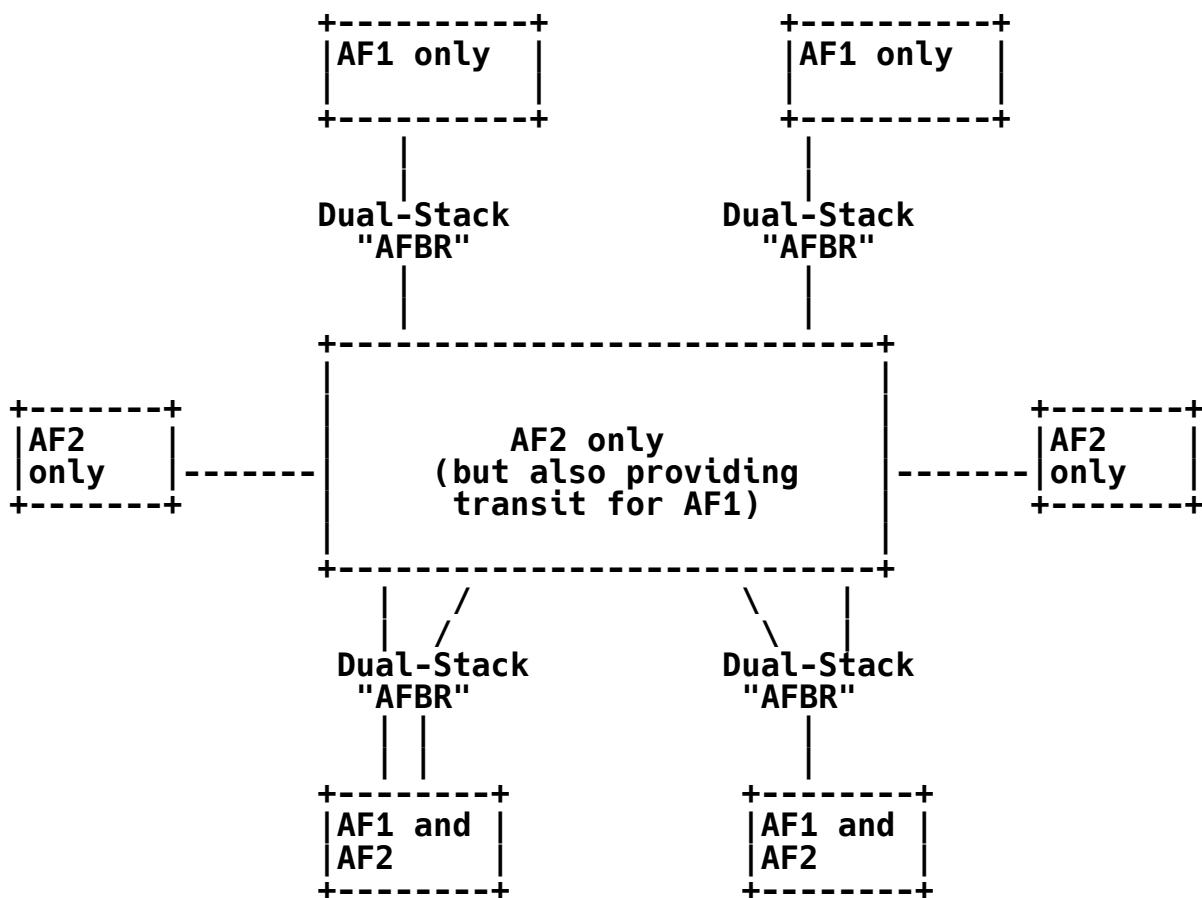 AF1 only AF1 only
Dual-Stack Dual-Stack
"AFBR" "AFBR"
AF2 AF2 only AF2
only (but also providing only
transit for AF1)
Dual-Stack Dual-Stack
"AFBR" "AFBR"
AF1 and AF1 and
AF2 AF2